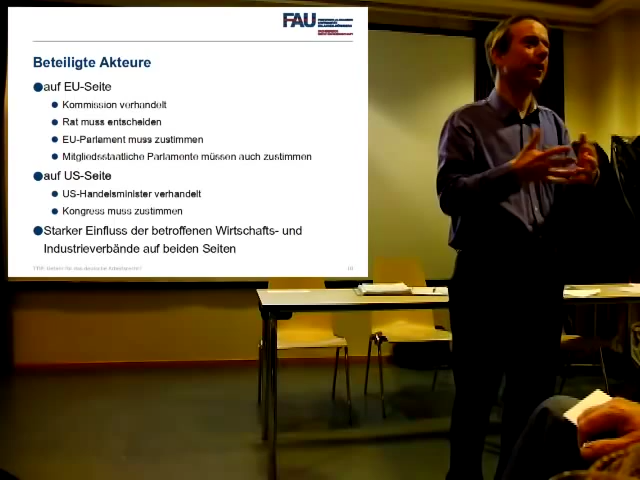 FAU
Beteiligte Akteure
auf EU-Seite
Kommission verhandelt
Rat muss entscheiden
EU-Parlament muss zustimmen
Mitgliedsstaatliche Parlamente müssen auch zustimmen
auf US-Seite
US-Handelsminister verhandelt
Kongress muss zustimmen
Starker Einfluss der betroffenen Wirtschafts- und
Industrieverbände auf beiden Seiten